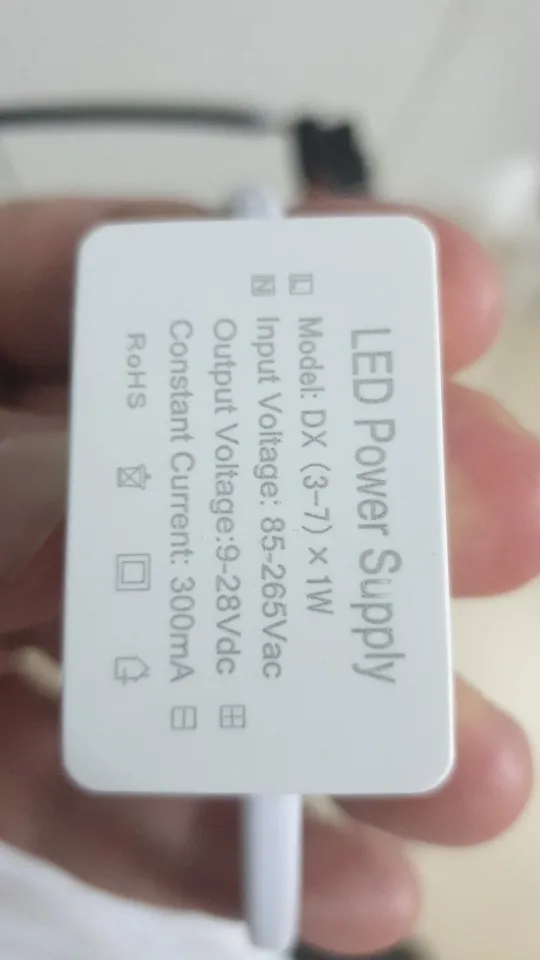 LED Power Supply
L Model: DX (3-7)×1W
N Input Voltage: 85-265Vac
Output Voltage:9-28Vdc +
Constant Current: 300mA -
RoHS